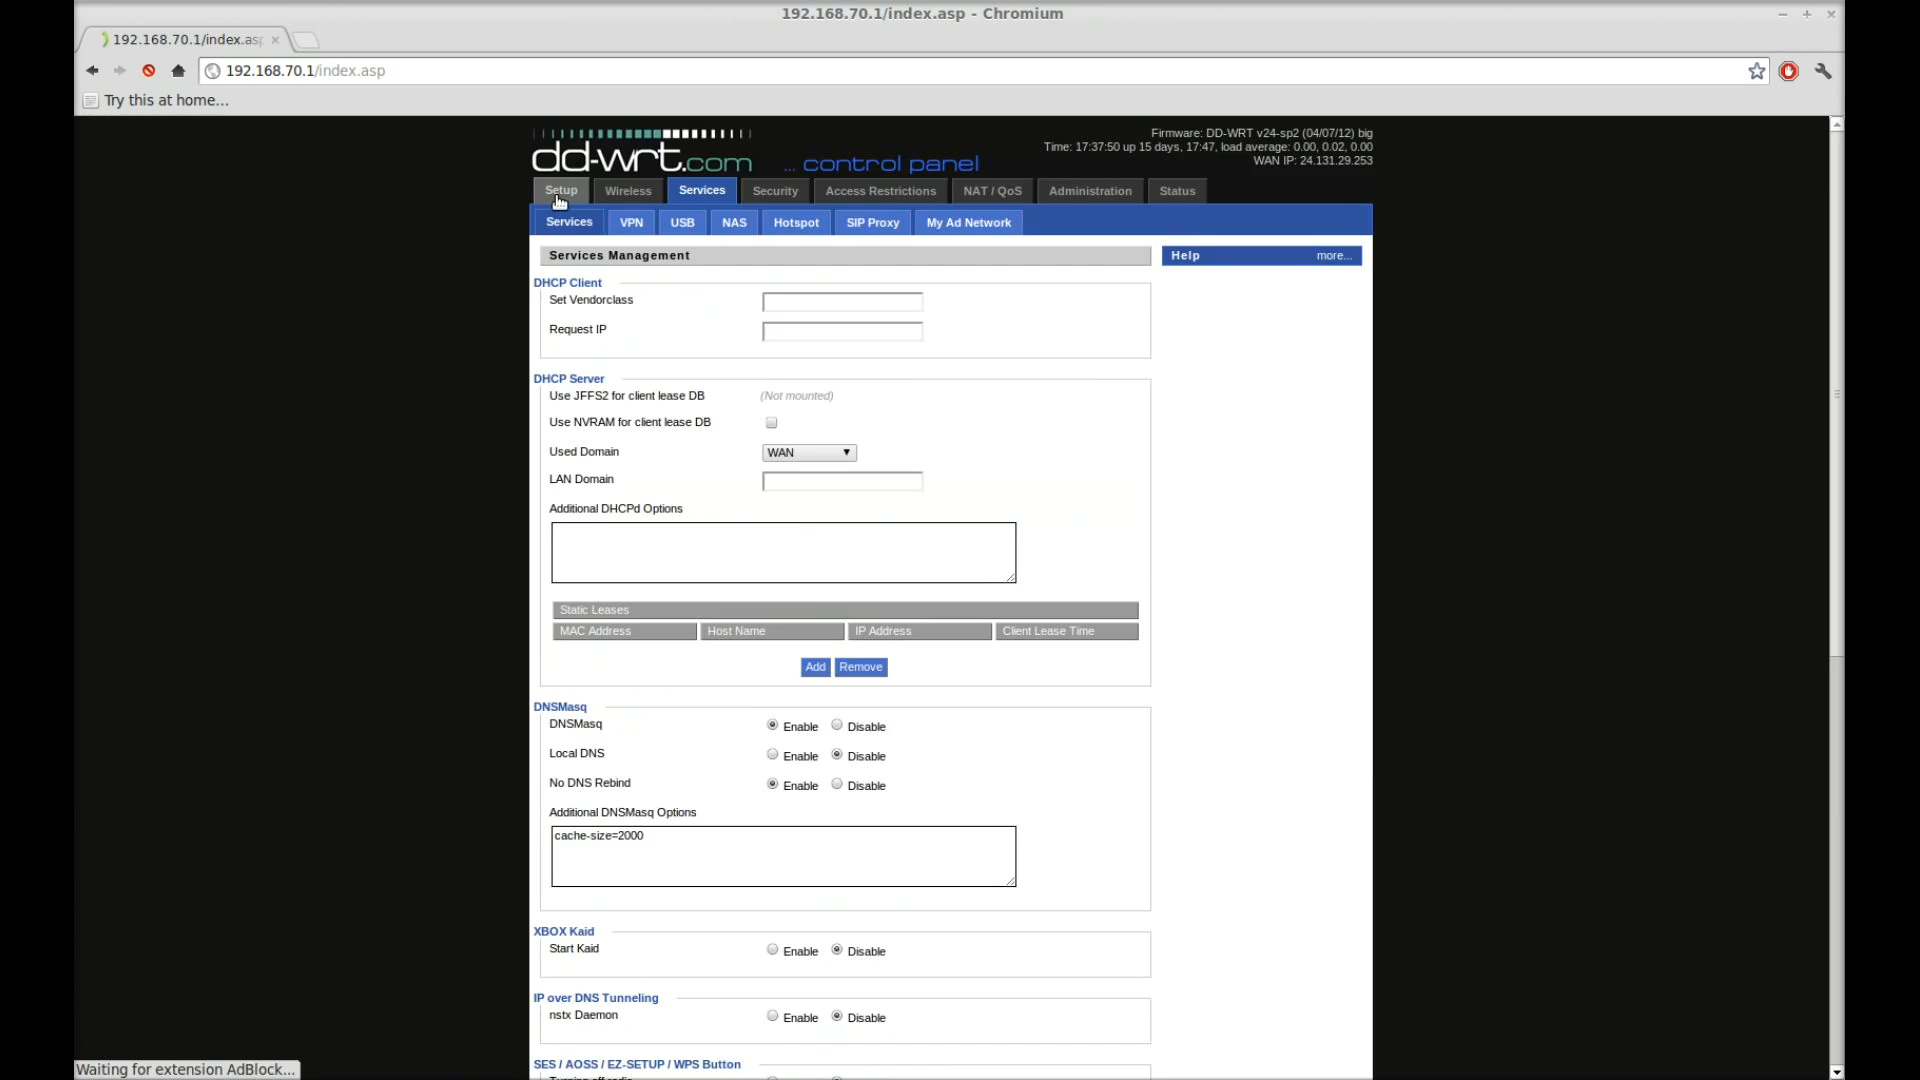 192.168.70.1/index.asp - Chromium
192.168.70.1/index.asp
192.168.70.1/index.asp
Try this at home...
Firmware: DD-WRT v24-sp2 (04/07/12) big
Time: 17:37:50 up 15 days, 17:47, load average: 0.00, 0.02, 0.00
WAN IP: 24.131.29.253
dd-wrt.com ... control panel
Setup Wireless Services Security Access Restrictions NAT / QoS Administration Status
Services VPN USB NAS Hotspot SIP Proxy My Ad Network
Services Management
Help more...
DHCP Client
Set Vendorclass
Request IP
DHCP Server
Use JFFS2 for client lease DB (Not mounted)
Use NVRAM for client lease DB
Used Domain WAN
LAN Domain
Additional DHCPd Options
Static Leases
MAC Address Host Name IP Address Client Lease Time
Add Remove
DNSMasq
DNSMasq Enable Disable
Local DNS Enable Disable
No DNS Rebind Enable Disable
Additional DNSMasq Options
cache-size=2000
XBOX Kaid
Start Kaid Enable Disable
IP over DNS Tunneling
nstx Daemon Enable Disable
SES / AOSS / EZ-SETUP / WPS Button
Turning off radio
Waiting for extension AdBlock...